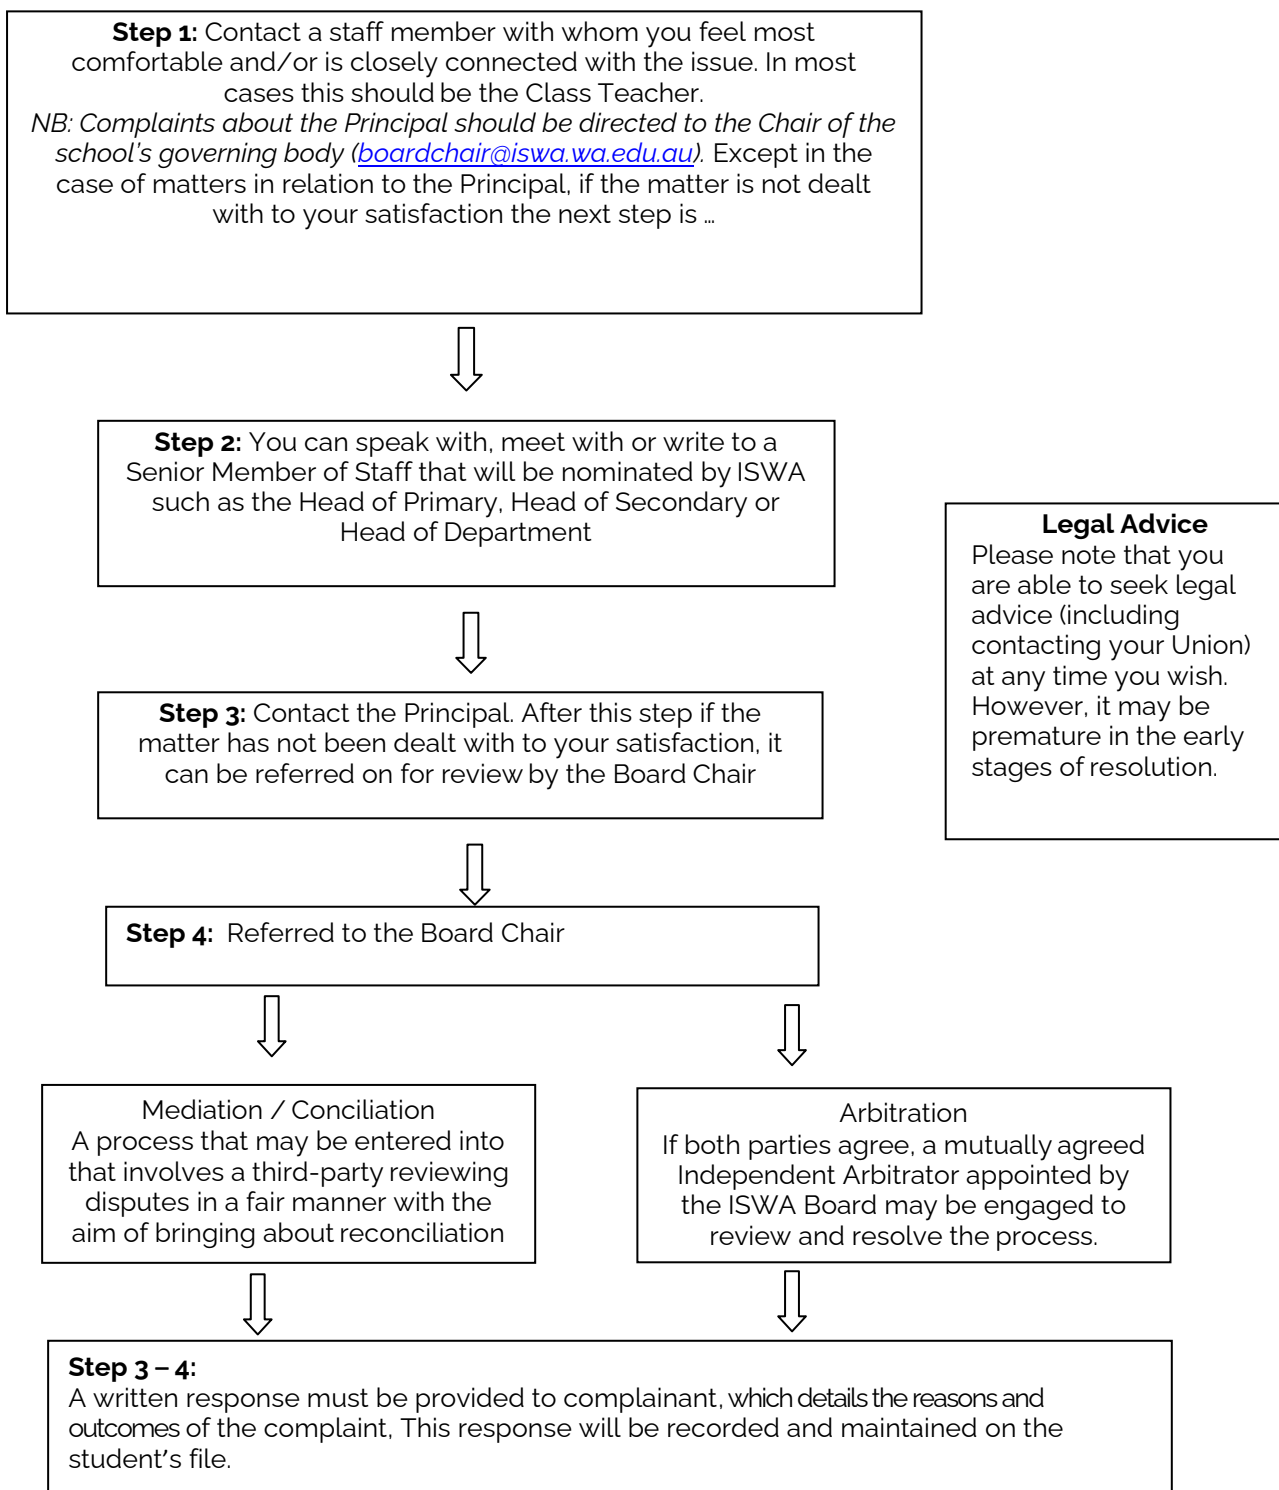 Step 1: Contact a staff member with whom you feel most
comfortable and/or is closely connected with the issue. In most
cases this should be the Class Teacher.
NB: Complaints about the Principal should be directed to the Chair of the
school's governing body (boardchair@iswa.wa.edu.au). Except in the
case of matters in relation to the Principal, if the matter is not dealt
with to your satisfaction the next step is ...
Step 2: You can speak with, meet with or write to a
Senior Member of Staff that will be nominated by ISWA
such as the Head of Primary, Head of Secondary or
Head of Department
Legal Advice
Please note that you
are able to seek legal
advice (including
contacting your Union)
at any time you wish.
However, it may be
premature in the early
stages of resolution.
Step 3: Contact the Principal. After this step if the
matter has not been dealt with to your satisfaction, it
can be referred on for review by the Board Chair
Step 4: Referred to the Board Chair
Mediation / Conciliation
A process that may be entered into
that involves a third-party reviewing
disputes in a fair manner with the
aim of bringing about reconciliation
Arbitration
If both parties agree, a mutually agreed
Independent Arbitrator appointed by
the ISWA Board may be engaged to
review and resolve the process.
Step 3 – 4:
A written response must be provided to complainant, which details the reasons and
outcomes of the complaint, This response will be recorded and maintained on the
student's file.